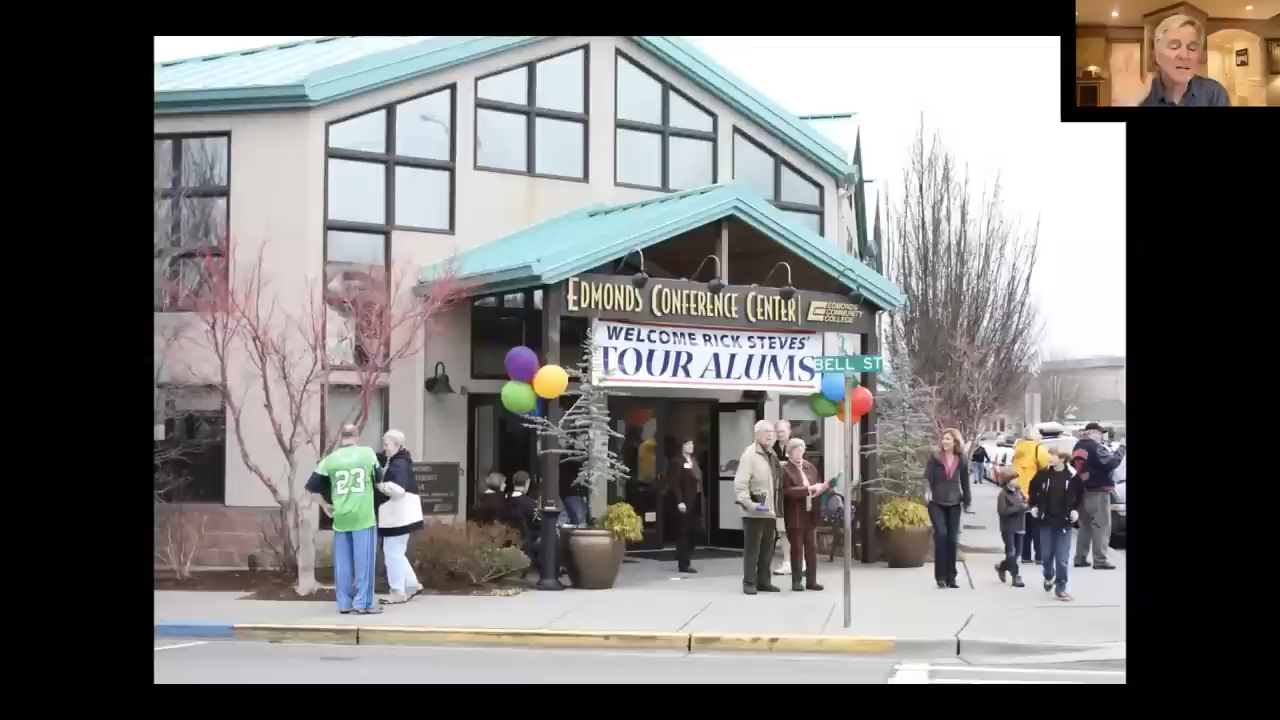 EDMONDS CONFERENCE CENTER
EDMONDS
COMMUNITY
COLLEGE
WELCOME RICK STEVES'
TOUR ALUMS
BELL ST
23